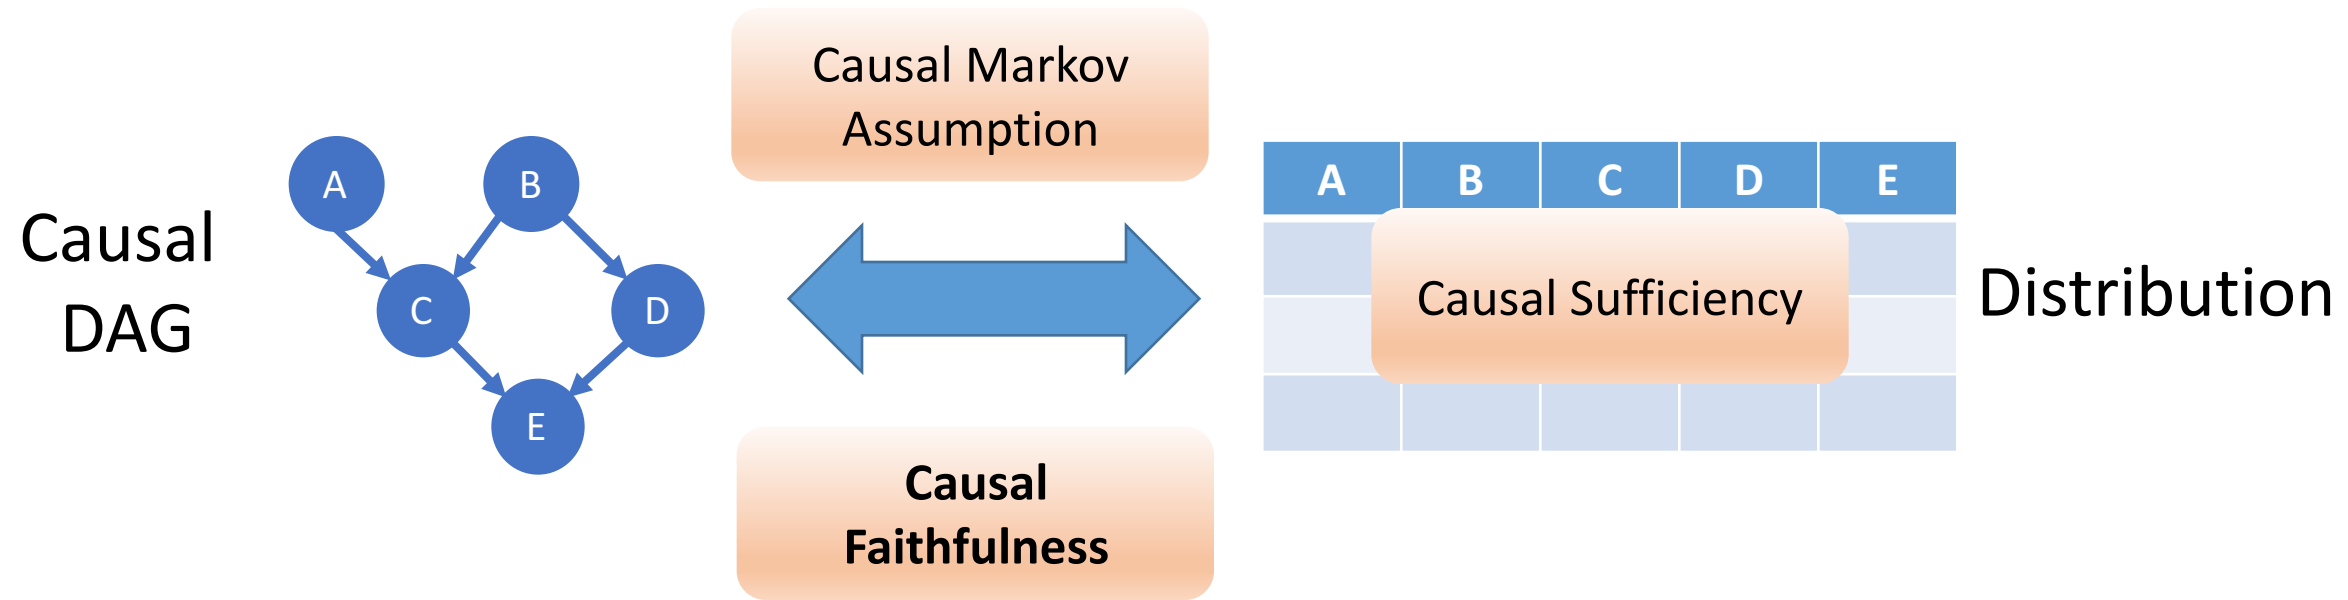 Causal
DAG
A
B
C
D
E
Causal Markov
Assumption
Causal
Faithfulness
A B C D E
Causal Sufficiency
Distribution